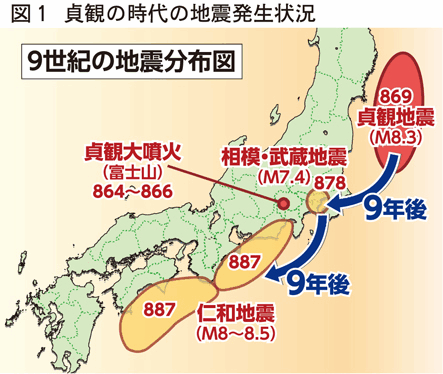 図1 貞観の時代の地震発生状況
9世紀の地震分布図
869
貞観地震
(M8.3)
貞観大噴火
(富士山)
864〜866
相模・武蔵地震
(M7.4)
878
9年後
887
9年後
887
仁和地震
(M8〜8.5)